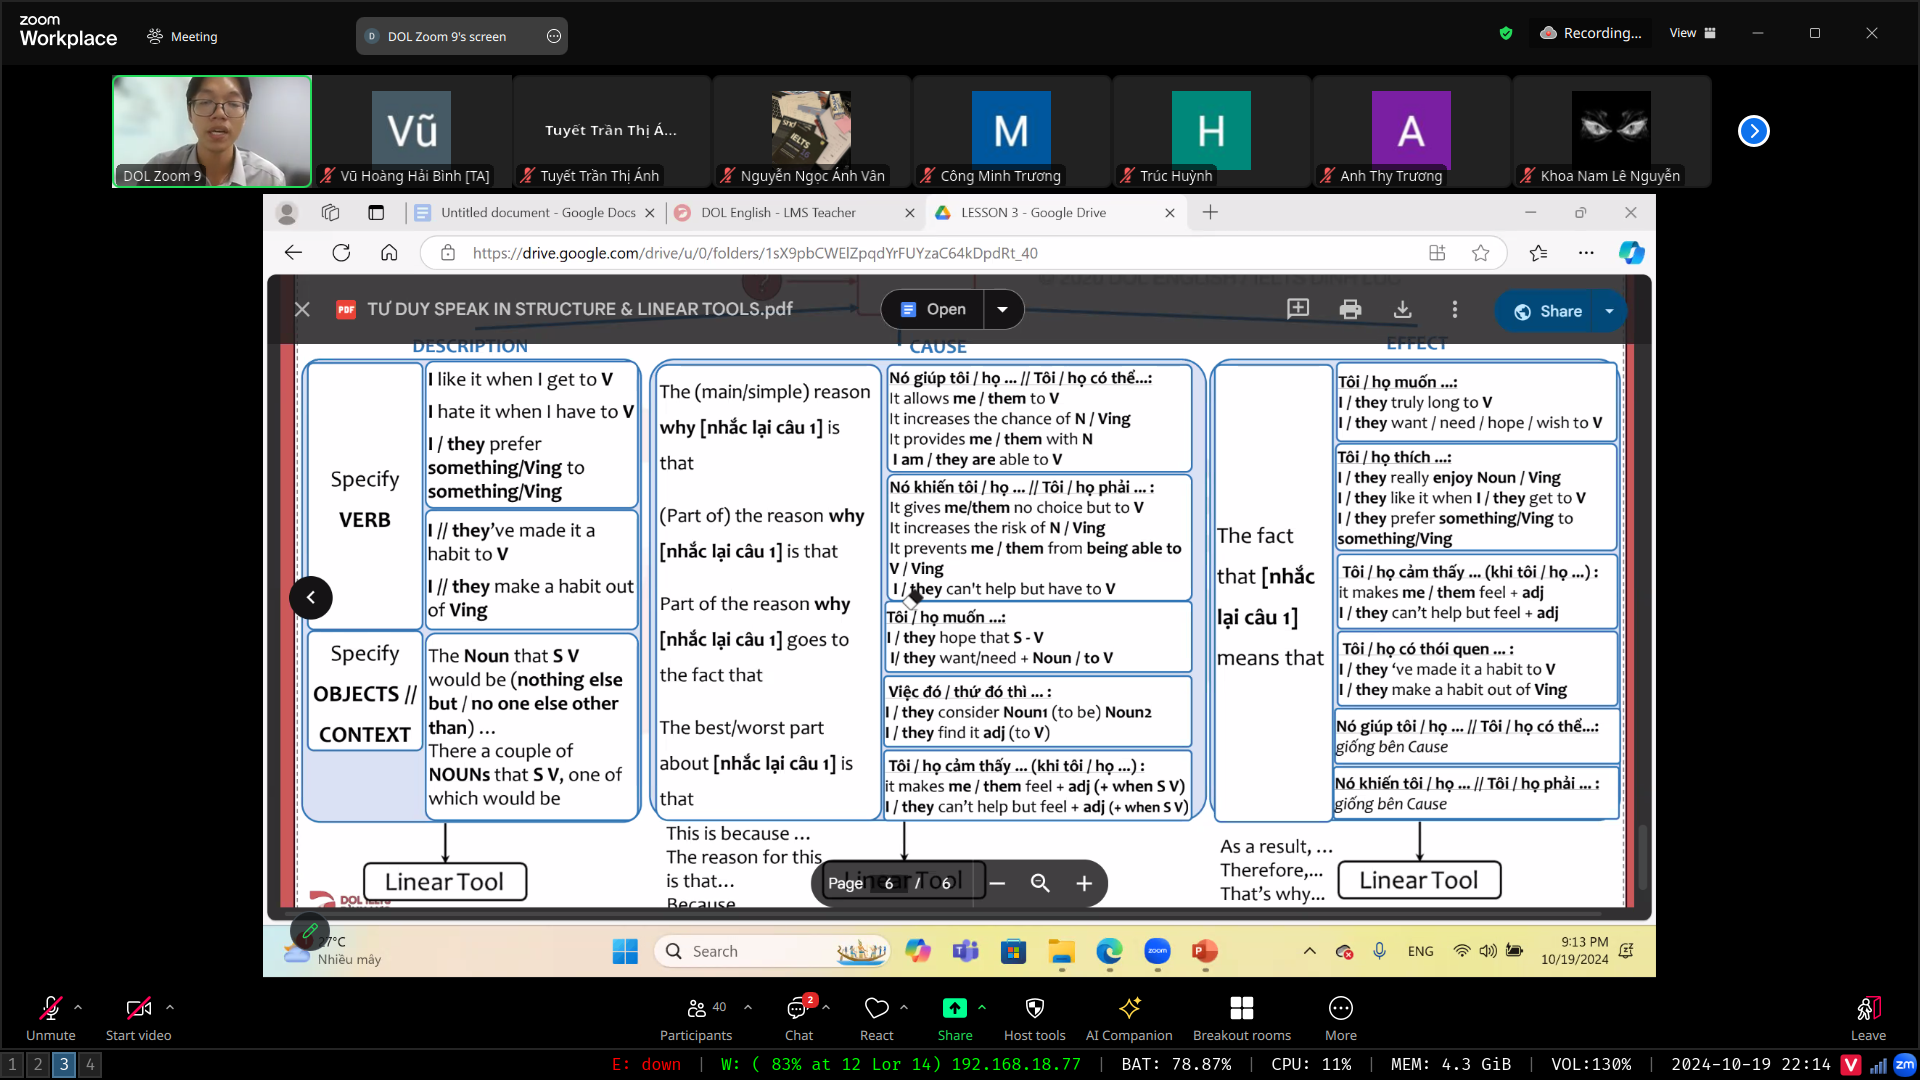 zoom
Workplace
Meeting
D DOL Zoom 9's screen
Recording...
View
DOL Zoom 9
Vũ
Vũ Hoàng Hải Bình [TA]
Tuyết Trần Thị Á...
Tuyết Trần Thị Ánh
Nguyễn Ngọc Ánh Vân
M
Công Minh Trương
H
Trúc Huỳnh
A
Anh Thy Trương
Khoa Nam Lê Nguyễn
Untitled document - Google Docs
DOL English - LMS Teacher
LESSON 3 - Google Drive
https://drive.google.com/drive/u/0/folders/1sX9pbCWElZpqdYrFUYzaC64kDpdRt_40
PDF TƯ DUY SPEAK IN STRUCTURE & LINEAR TOOLS.pdf
Open
Share
DESCRIPTION
Specify
VERB
I like it when I get to V
I hate it when I have to V
I / they prefer
something/Ving to
something/Ving
I // they've made it a
habit to V
I // they make a habit out
of Ving
Specify
OBJECTS //
CONTEXT
The Noun that S V
would be (nothing else
but / no one else other
than) ...
There a couple of
NOUNs that S V, one of
which would be
Linear Tool
CAUSE
The (main/simple) reason
why [nhắc lại câu 1] is
that
(Part of) the reason why
[nhắc lại câu 1] is that
Part of the reason why
[nhắc lại câu 1] goes to
the fact that
The best/worst part
about [nhắc lại câu 1] is
that
Nó giúp tôi / họ ... // Tôi / họ có thể...:
It allows me / them to V
It increases the chance of N / Ving
It provides me / them with N
I am / they are able to V
Nó khiến tôi / họ ... // Tôi / họ phải ... :
It gives me/them no choice but to V
It increases the risk of N / Ving
It prevents me / them from being able to
V / Ving
I / they can't help but have to V
Tôi / họ muốn ...:
I / they hope that S - V
I/ they want/need + Noun / to V
Việc đó / thứ đó thì ... :
I / they consider Noun1 (to be) Noun2
I / they find it adj (to V)
Tôi / họ cảm thấy ... (khi tôi / họ ...) :
it makes me / them feel + adj (+ when S V)
I / they can't help but feel + adj (+ when S V)
This is because ...
The reason for this
is that...
Because
Linear Tool
EFFECT
The fact
that [nhắc
lại câu 1]
means that
Tôi / họ muốn ...:
I / they truly long to V
I / they want / need / hope / wish to V
Tôi / họ thích ...:
I / they really enjoy Noun / Ving
I / they like it when I / they get to V
I / they prefer something/Ving to
something/Ving
Tôi / họ cảm thấy ... (khi tôi / họ ...) :
it makes me / them feel + adj
I / they can't help but feel + adj
Tôi / họ có thói quen ... :
I / they 've made it a habit to V
I / they make a habit out of Ving
Nó giúp tôi / họ ... // Tôi / họ có thể...:
giống bên Cause
Nó khiến tôi / họ ... // Tôi / họ phải ... :
giống bên Cause
As a result, ...
Therefore,...
That's why...
Linear Tool
Page 6 / 6
27°C
Nhiều mây
Search
zoom
ENG
9:13 PM
10/19/2024
Unmute
Start video
40
Participants
2
Chat
React
Share
Host tools
AI Companion
Breakout rooms
More
Leave
1 2 3 4
E: down | W: ( 83% at 12 Lor 14) 192.168.18.77 | BAT: 78.87% | CPU: 11% | MEM: 4.3 GiB | VOL:130% | 2024-10-19 22:14 V zm